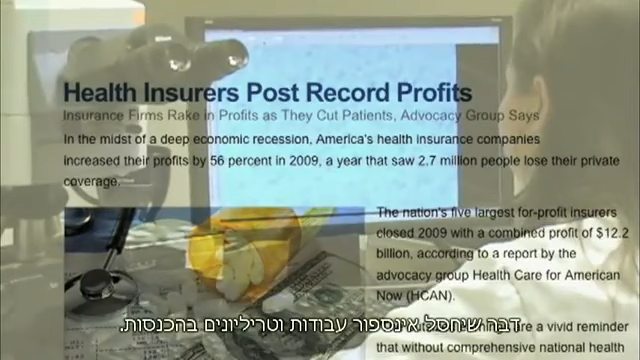 Health Insurers Post Record Profits
Insurance Firms Rake in Profits as They Cut Patients, Advocacy Group Says
In the midst of a deep economic recession, America's health insurance companies
increased their profits by 56 percent in 2009, a year that saw 2.7 million people lose their private
coverage.
The nation's five largest for-profit insurers
closed 2009 with a combined profit of $12.2
billion, according to a report by the
advocacy group Health Care for American
Now (HCAN).
דבר שיחסל אינספור עבודות וטריליונים בהכנסות.
are a vivid reminder
that without comprehensive national health